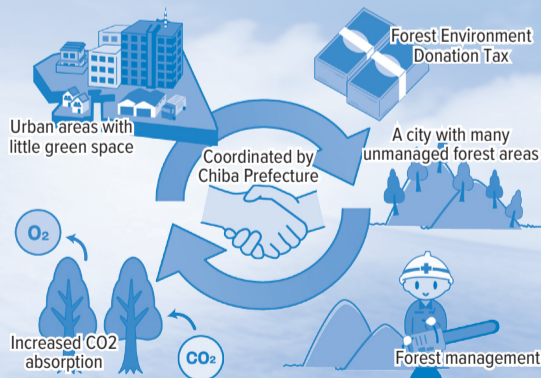 Forest Environment
Donation Tax
Urban areas with
little green space
A city with many
unmanaged forest areas
Coordinated by
Chiba Prefecture
O₂
Increased CO2
absorption
CO₂
Forest management